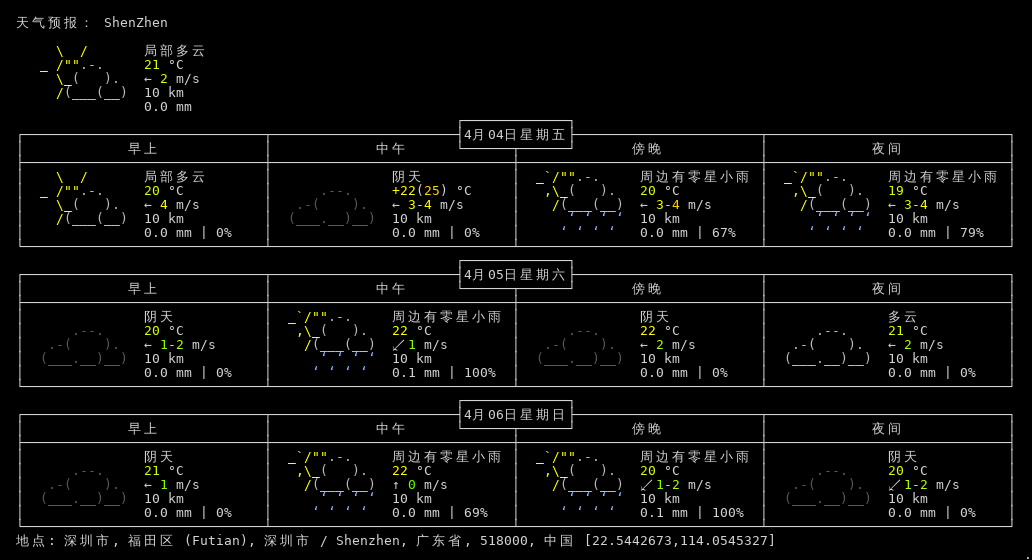 天气预报： ShenZhen
局部多云
21 °C
← 2 m/s
10 km
0.0 mm
4月04日星期五
早上 中午 傍晚 夜间
局部多云 阴天 周边有零星小雨 周边有零星小雨
20 °C +22(25) °C 20 °C 19 °C
← 4 m/s ← 3-4 m/s ← 3-4 m/s ← 3-4 m/s
10 km 10 km 10 km 10 km
0.0 mm | 0% 0.0 mm | 0% 0.0 mm | 67% 0.0 mm | 79%
4月05日星期六
早上 中午 傍晚 夜间
阴天 周边有零星小雨 阴天 多云
20 °C 22 °C 22 °C 21 °C
← 1-2 m/s ↙ 1 m/s ← 2 m/s ← 2 m/s
10 km 10 km 10 km 10 km
0.0 mm | 0% 0.1 mm | 100% 0.0 mm | 0% 0.0 mm | 0%
4月06日星期日
早上 中午 傍晚 夜间
阴天 周边有零星小雨 周边有零星小雨 阴天
21 °C 22 °C 20 °C 20 °C
← 1 m/s ↑ 0 m/s ↙ 1-2 m/s ↙ 1-2 m/s
10 km 10 km 10 km 10 km
0.0 mm | 0% 0.0 mm | 69% 0.1 mm | 100% 0.0 mm | 0%
地点: 深圳市, 福田区 (Futian), 深圳市 / Shenzhen, 广东省, 518000, 中国 [22.5442673,114.0545327]